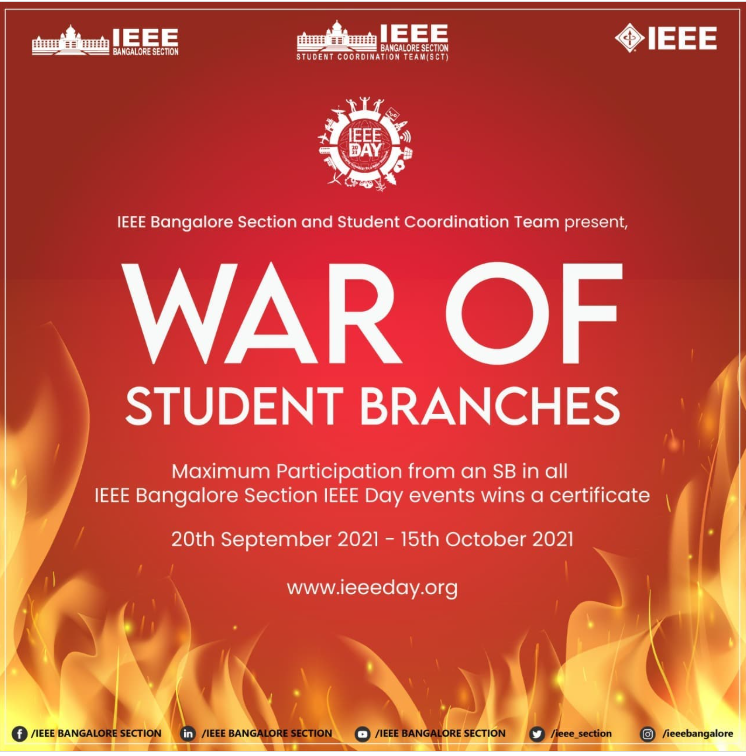 IEEE
BANGALORE SECTION
IEEE
BANGALORE SECTION
STUDENT COORDINATION TEAM(SCT)
IEEE
IEEE
DAY
IEEE Bangalore Section and Student Coordination Team present,
WAR OF
STUDENT BRANCHES
Maximum Participation from an SB in all
IEEE Bangalore Section IEEE Day events wins a certificate
20th September 2021 - 15th October 2021
www.ieeeday.org
/IEEE BANGALORE SECTION
/IEEE BANGALORE SECTION
/IEEE BANGALORE SECTION
/ieee_section
/ieeebangalore